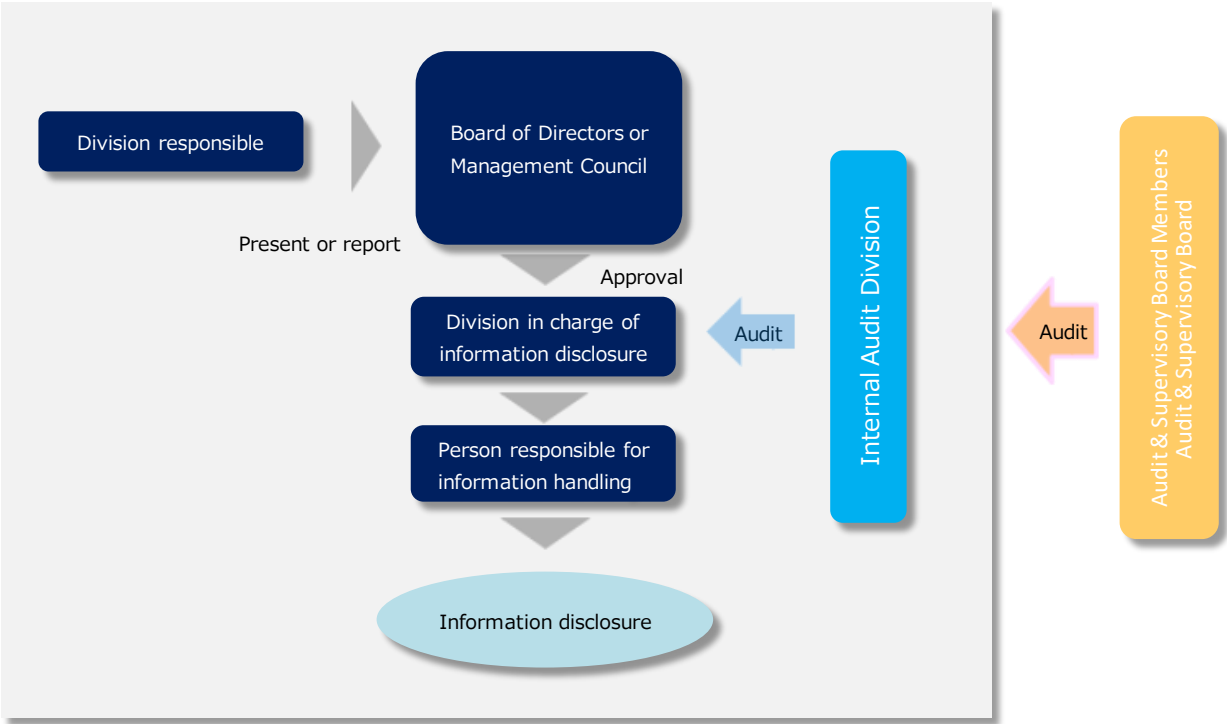 Division responsible
Board of Directors or
Management Council
Present or report
Approval
Division in charge of
information disclosure
Audit
Internal Audit Division
Audit
Audit & Supervisory Board Members
Audit & Supervisory Board
Person responsible for
information handling
Information disclosure